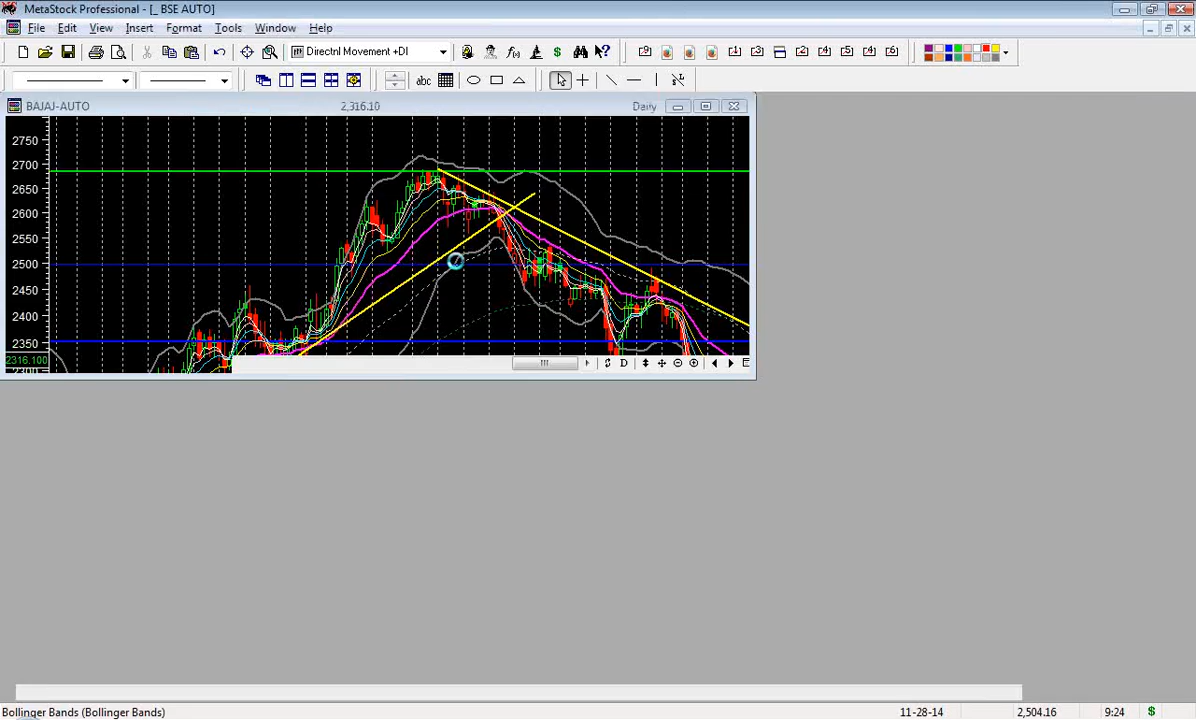 MetaStock Professional - [_ BSE AUTO]
File Edit View Insert Format Tools Window Help
Directnl Movement +DI
abc
BAJAJ-AUTO 2,316.10 Daily
2750
2700
2650
2600
2550
2500
2450
2400
2350
2316.100
2300
D
Bollinger Bands (Bollinger Bands) 11-28-14 2,504.16 9:24 $